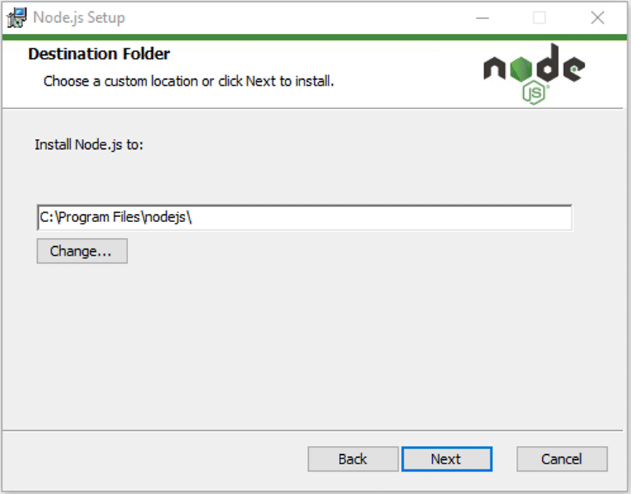 Node.js Setup
Destination Folder
Choose a custom location or click Next to install.
node
JS
Install Node.js to:
C:\Program Files\nodejs\
Change...
Back
Next
Cancel